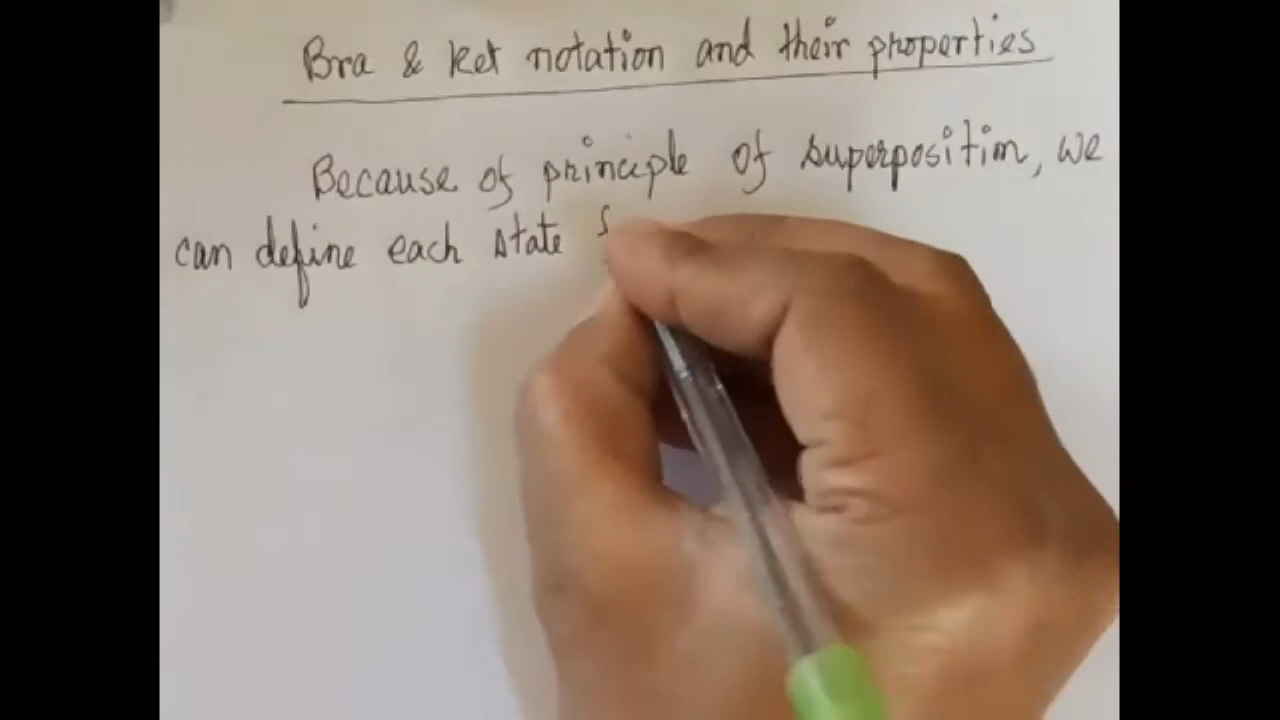 Bra & ket notation and their properties
Because of principle of superposition, we
can define each state